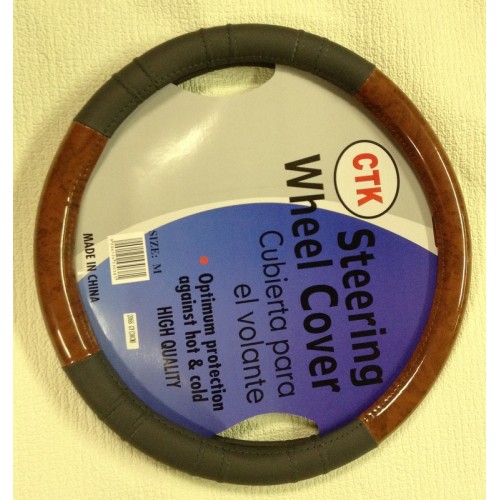 CTK
Steering
Wheel Cover
Cubierta para
el volante
Optimum protection
against hot & cold
HIGH QUALITY
SIZE: M
MADE IN CHINA